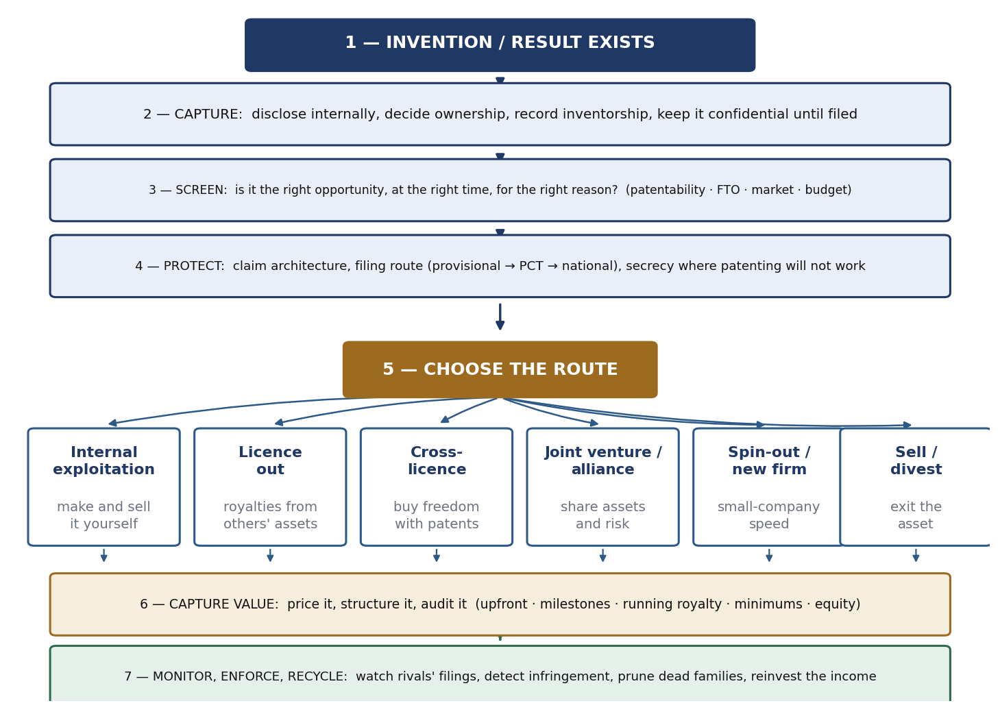 1 — INVENTION / RESULT EXISTS
2 — CAPTURE:  disclose internally, decide ownership, record inventorship, keep it confidential until filed
3 — SCREEN:  is it the right opportunity, at the right time, for the right reason?  (patentability · FTO · market · budget)
4 — PROTECT:  claim architecture, filing route (provisional → PCT → national), secrecy where patenting will not work
5 — CHOOSE THE ROUTE
Internal
exploitation
make and sell
it yourself
Licence
out
royalties from
others' assets
Cross-
licence
buy freedom
with patents
Joint venture /
alliance
share assets
and risk
Spin-out /
new firm
small-company
speed
Sell /
divest
exit the
asset
6 — CAPTURE VALUE:  price it, structure it, audit it  (upfront · milestones · running royalty · minimums · equity)
7 — MONITOR, ENFORCE, RECYCLE:  watch rivals' filings, detect infringement, prune dead families, reinvest the income